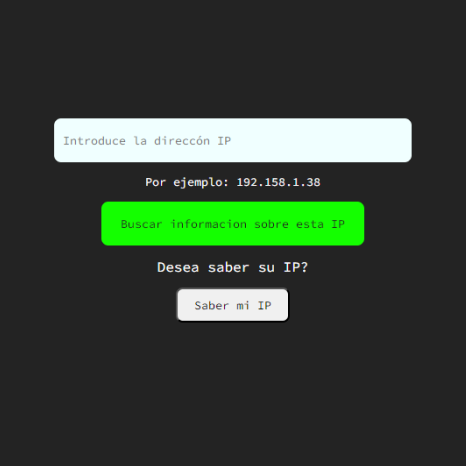 Introduce la direccón IP
Por ejemplo: 192.158.1.38
Buscar informacion sobre esta IP
Desea saber su IP?
Saber mi IP